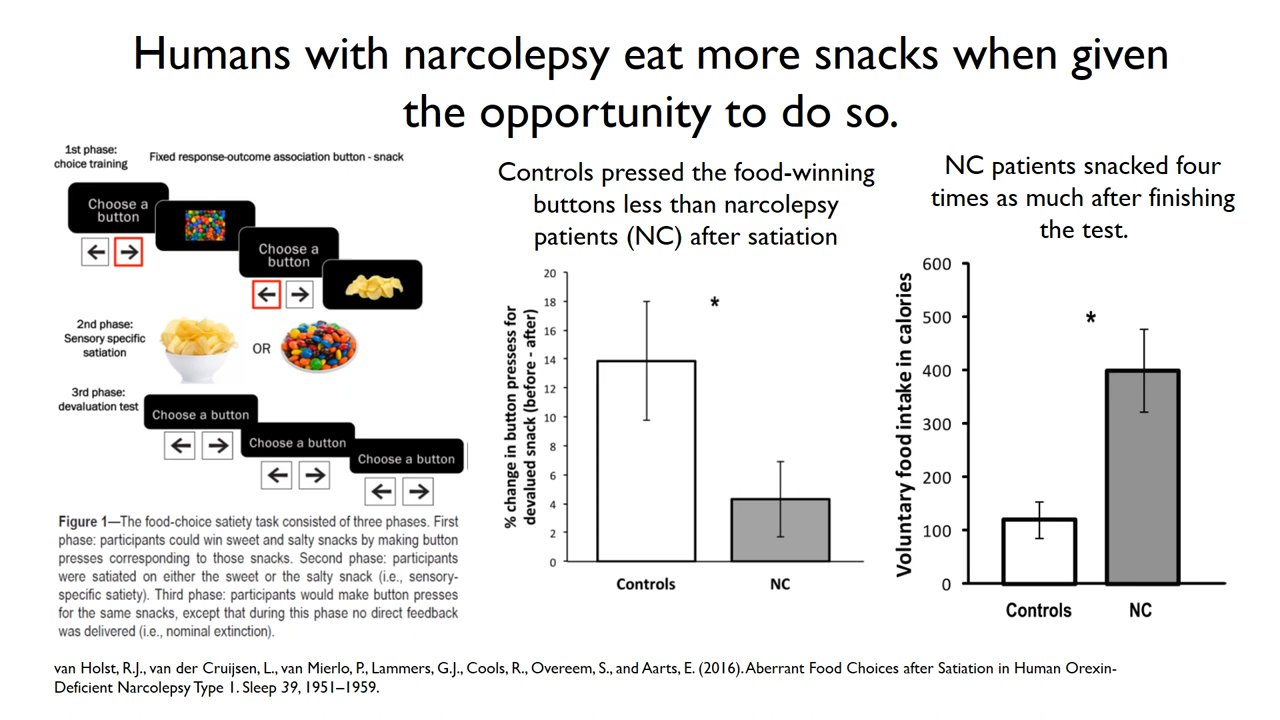 Humans with narcolepsy eat more snacks when given
the opportunity to do so.
1st phase:
choice training
Fixed response-outcome association button - snack
Choose a
button
Choose a
button
2nd phase:
Sensory specific
satiation
OR
3rd phase:
devaluation test
Choose a button
Choose a button
Choose a button
Figure 1—The food-choice satiety task consisted of three phases. First
phase: participants could win sweet and salty snacks by making button
presses corresponding to those snacks. Second phase: participants
were satiated on either the sweet or the salty snack (i.e., sensory-
specific satiety). Third phase: participants would make button presses
for the same snacks, except that during this phase no direct feedback
was delivered (i.e., nominal extinction).
Controls pressed the food-winning
buttons less than narcolepsy
patients (NC) after satiation
% change in button pressess for
devalued snack (before - after)
20
18
16
14
12
10
8
6
4
2
0
*
Controls
NC
NC patients snacked four
times as much after finishing
the test.
Voluntary food intake in calories
600
500
400
300
200
100
0
*
Controls
NC
van Holst, R.J., van der Cruijsen, L., van Mierlo, P., Lammers, G.J., Cools, R., Overeem, S., and Aarts, E. (2016). Aberrant Food Choices after Satiation in Human Orexin-
Deficient Narcolepsy Type 1. Sleep 39, 1951–1959.